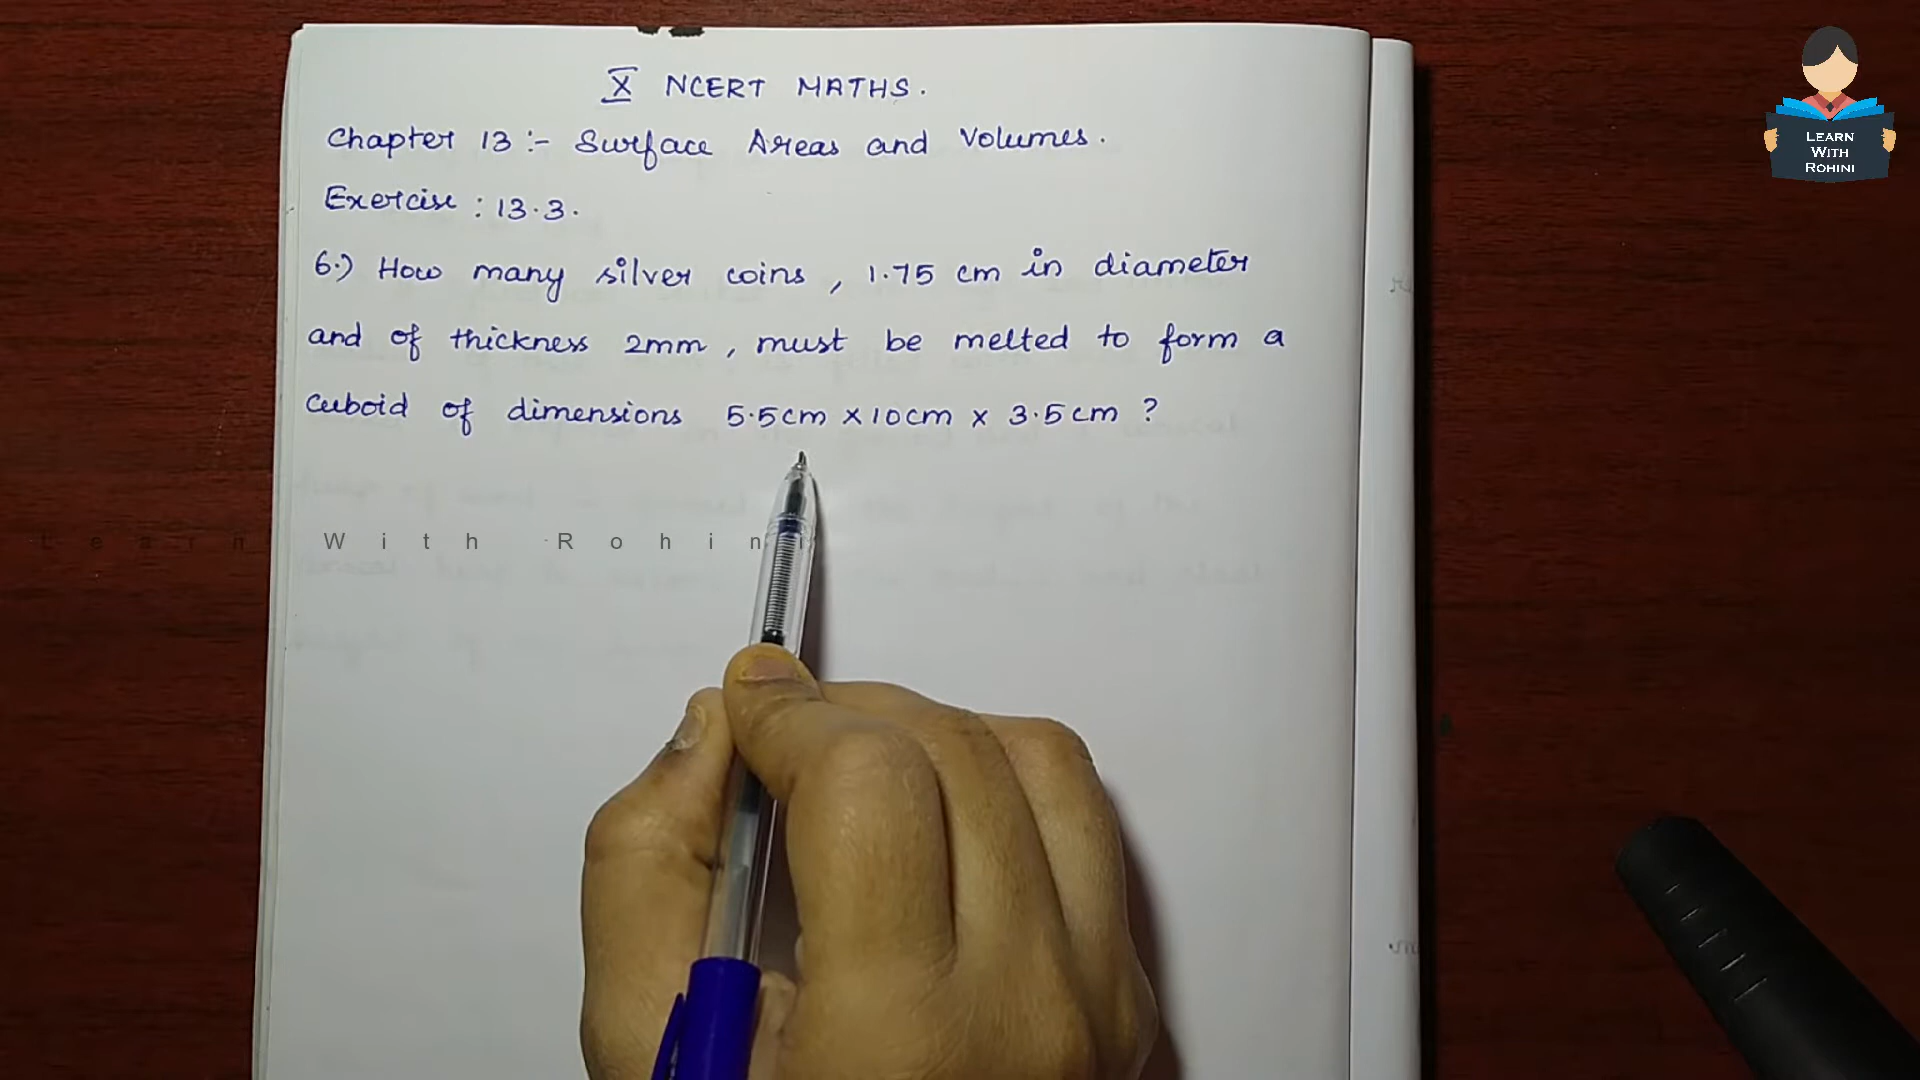 X NCERT MATHS.
Chapter 13 :- Surface Areas and Volumes.
Exercise : 13.3.
6.) How many silver coins, 1.75 cm in diameter
and of thickness 2mm, must be melted to form a
cuboid of dimensions 5.5cm x 10cm x 3.5cm ?
Learn With Rohini
LEARN
WITH
ROHINI